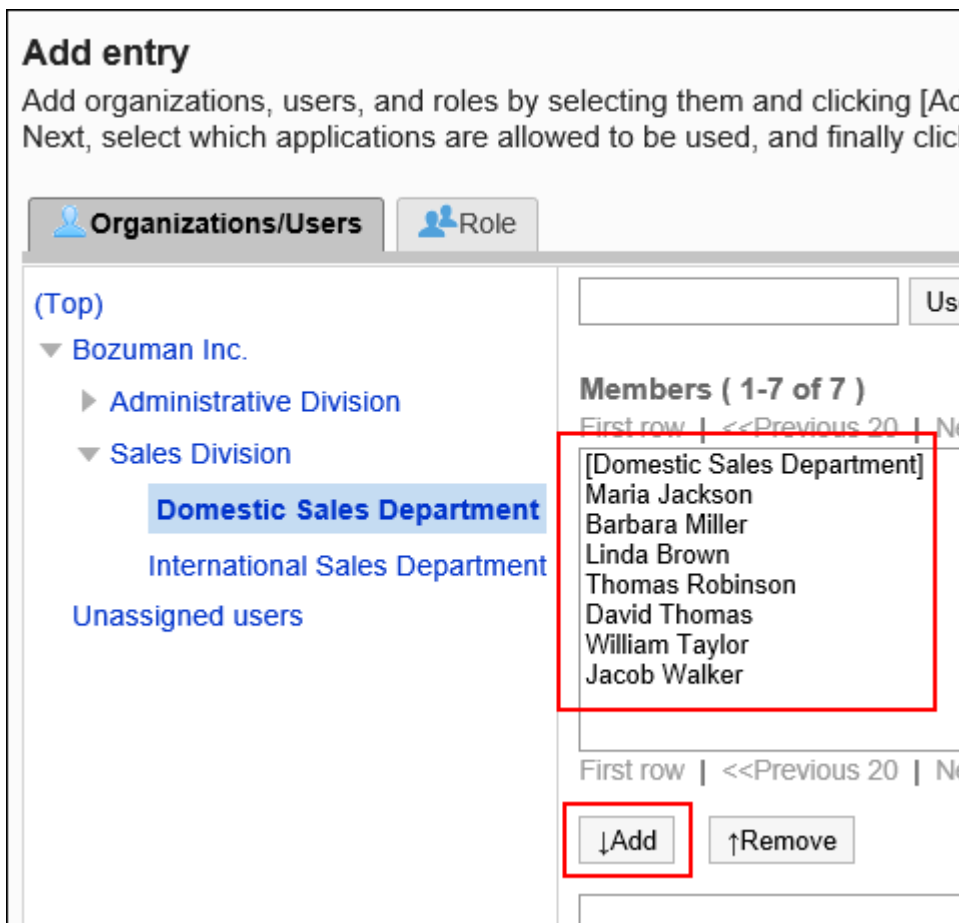 Add entry
Add organizations, users, and roles by selecting them and clicking [Ad
Next, select which applications are allowed to be used, and finally clic
Organizations/Users
Role
(Top)
Bozuman Inc.
Administrative Division
Sales Division
Domestic Sales Department
International Sales Department
Unassigned users
Us
Members ( 1-7 of 7 )
First row | <<Previous 20 | Ne
[Domestic Sales Department]
Maria Jackson
Barbara Miller
Linda Brown
Thomas Robinson
David Thomas
William Taylor
Jacob Walker
First row | <<Previous 20 | Ne
↓Add
↑Remove